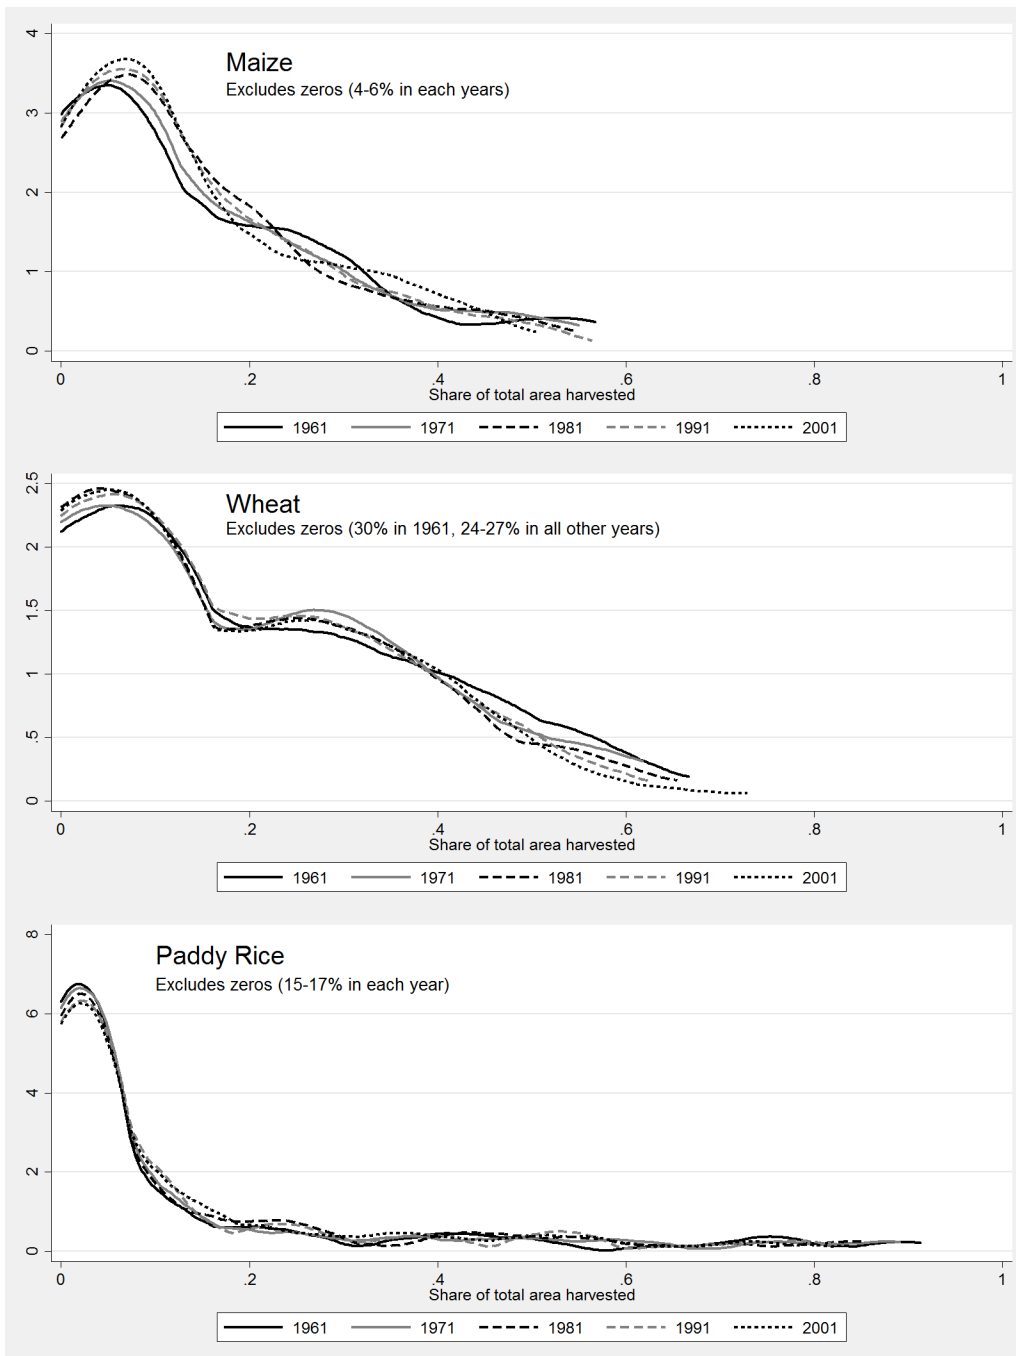 Maize
Excludes zeros (4-6% in each years)
4
3
2
1
0
0 .2 .4 .6 .8 1
Share of total area harvested
1961 1971 1981 1991 2001
Wheat
Excludes zeros (30% in 1961, 24-27% in all other years)
2.5
2
1.5
1
.5
0
0 .2 .4 .6 .8 1
Share of total area harvested
1961 1971 1981 1991 2001
Paddy Rice
Excludes zeros (15-17% in each year)
8
6
4
2
0
0 .2 .4 .6 .8 1
Share of total area harvested
1961 1971 1981 1991 2001